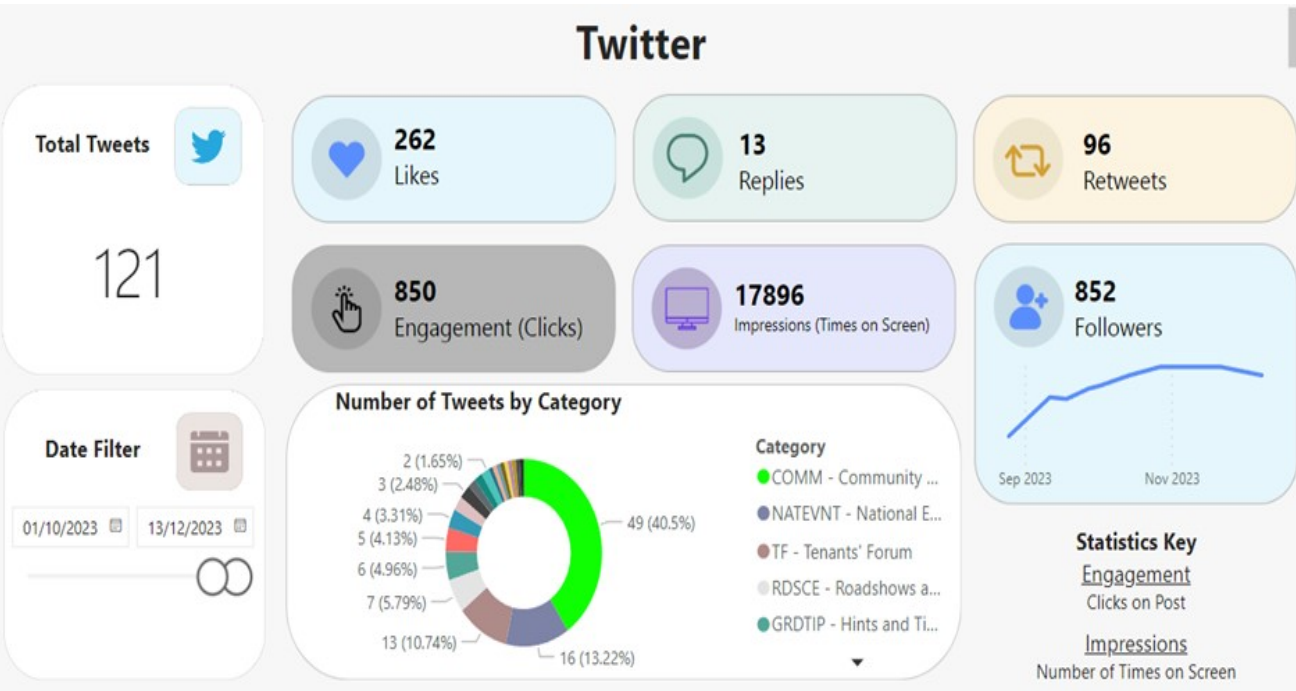 Twitter
Total Tweets
121
262
Likes
13
Replies
96
Retweets
850
Engagement (Clicks)
17896
Impressions (Times on Screen)
852
Followers
Sep 2023
Nov 2023
Date Filter
01/10/2023
13/12/2023
Number of Tweets by Category
2 (1.65%)
3 (2.48%)
4 (3.31%)
5 (4.13%)
6 (4.96%)
7 (5.79%)
13 (10.74%)
16 (13.22%)
49 (40.5%)
Category
COMM - Community ...
NATEVNT - National E...
TF - Tenants' Forum
RDSCE - Roadshows a...
GRDTIP - Hints and Ti...
Statistics Key
Engagement
Clicks on Post
Impressions
Number of Times on Screen